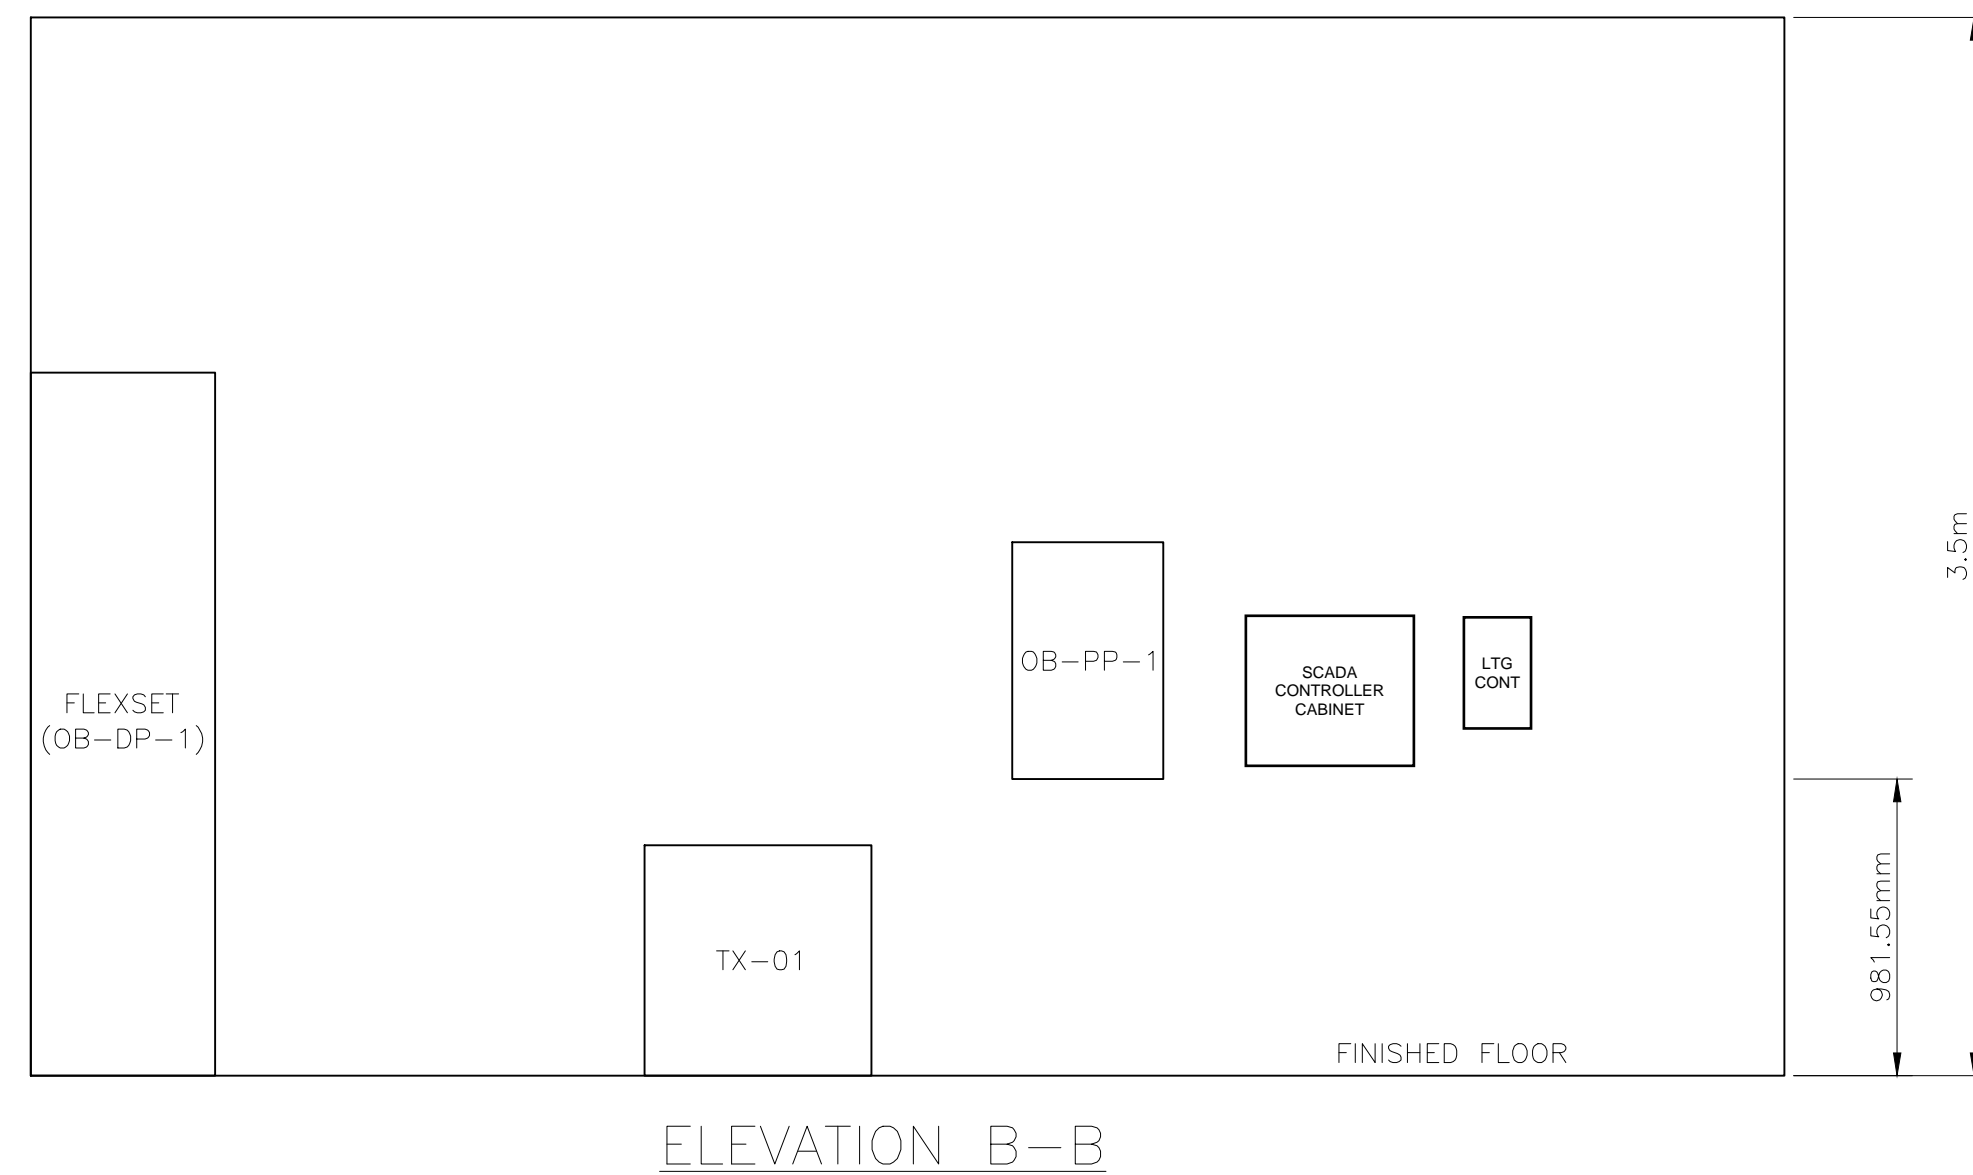 3.5m
OB-PP-1
SCADA
CONTROLLER
CABINET
LTG
CONT
FLEXSET
(OB-DP-1)
981.55mm
TX-01
FINISHED FLOOR
ELEVATION B-B